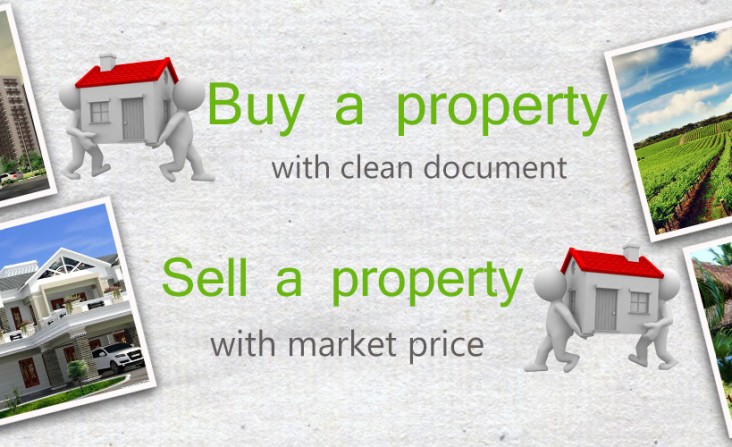 Buy a property
with clean document
Sell a property
with market price